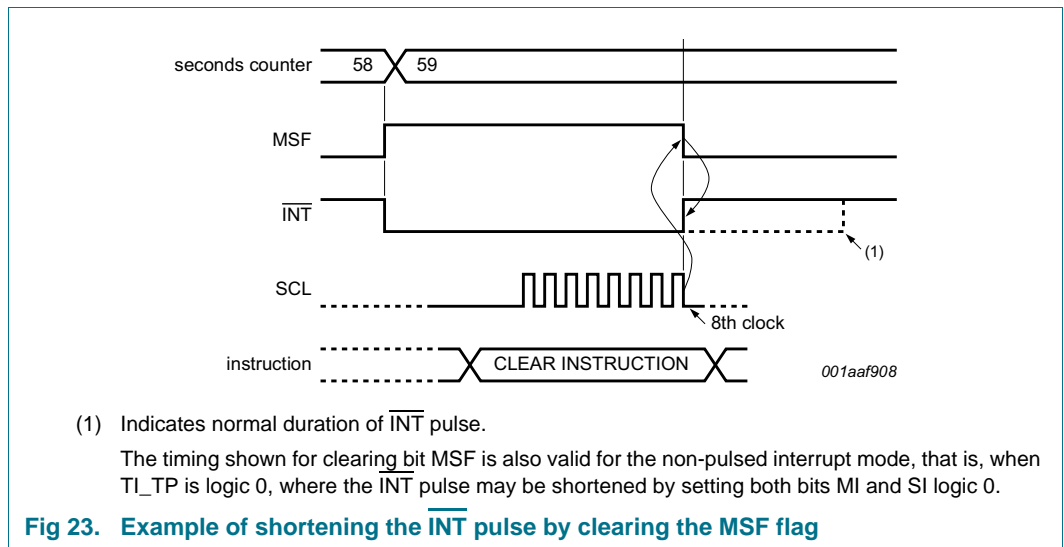 seconds counter 58 59
MSF
INT
(1)
SCL
8th clock
instruction CLEAR INSTRUCTION
001aaf908
(1) Indicates normal duration of INT pulse.
The timing shown for clearing bit MSF is also valid for the non-pulsed interrupt mode, that is, when
TI_TP is logic 0, where the INT pulse may be shortened by setting both bits MI and SI logic 0.
Fig 23. Example of shortening the INT pulse by clearing the MSF flag